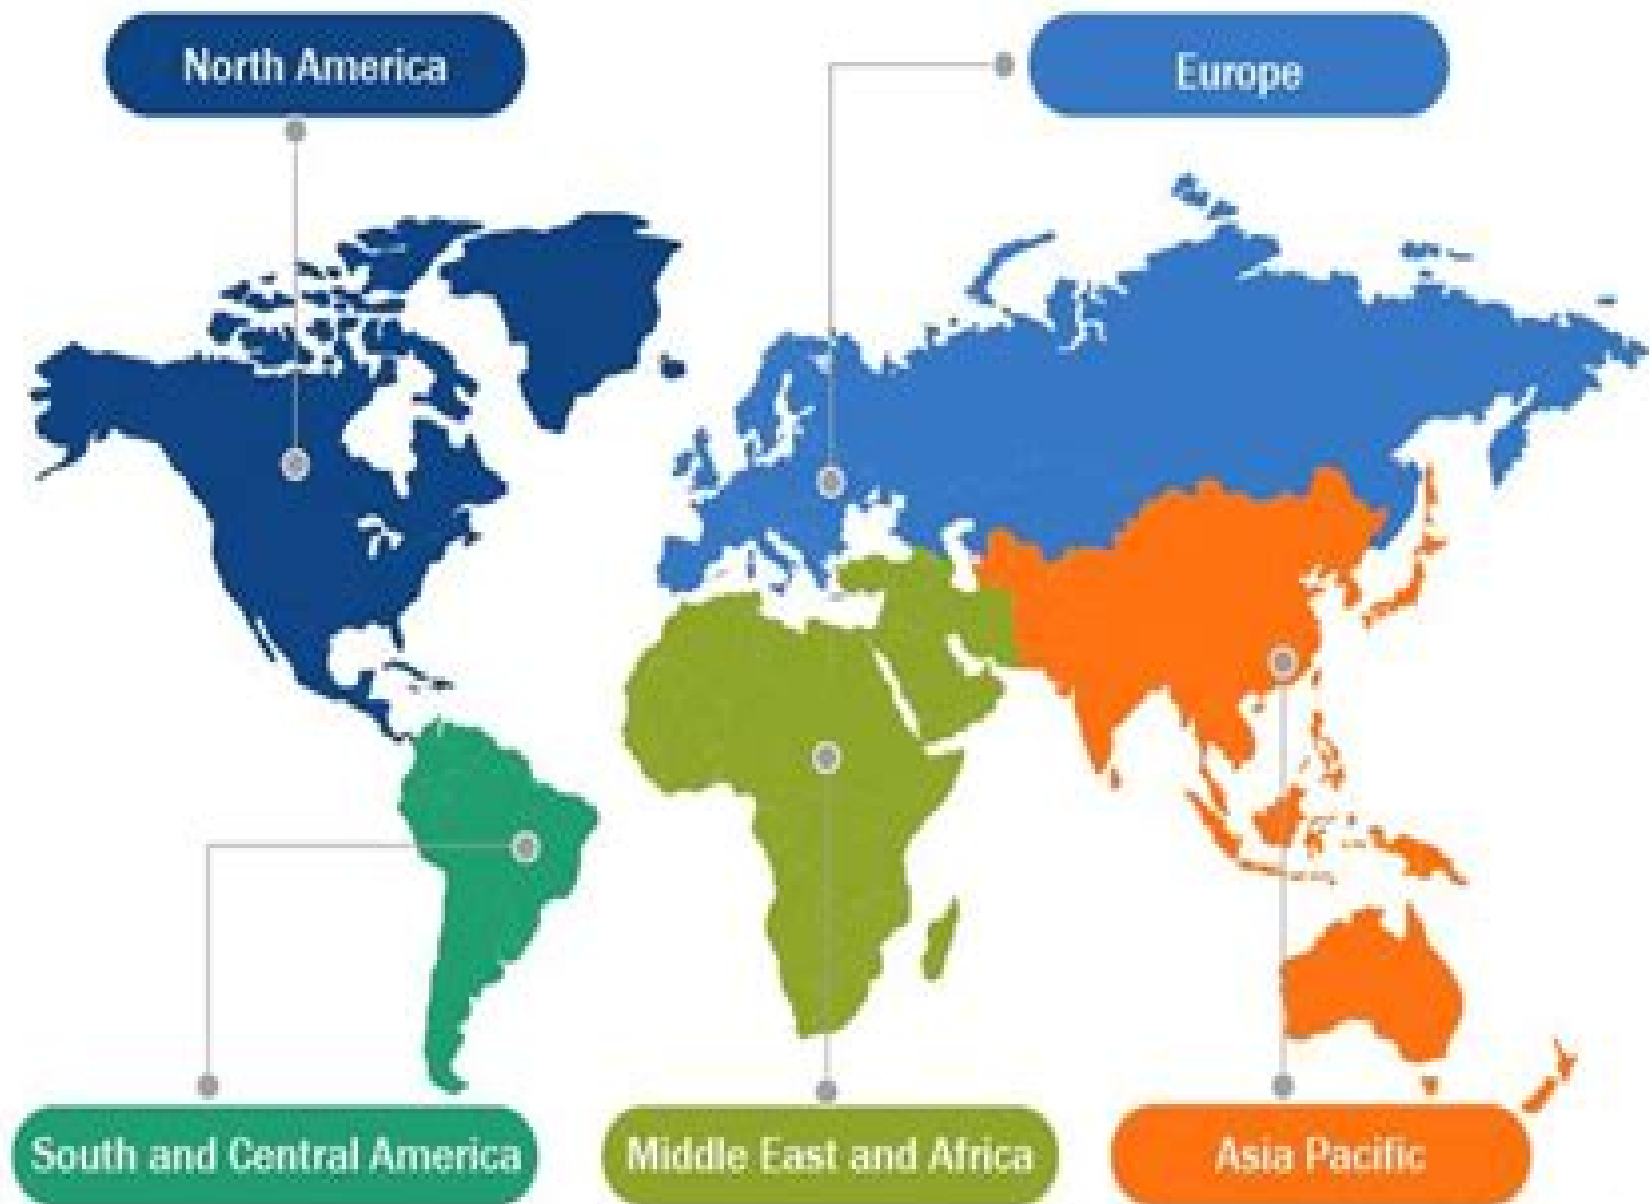 North America
Europe
South and Central America
Middle East and Africa
Asia Pacific